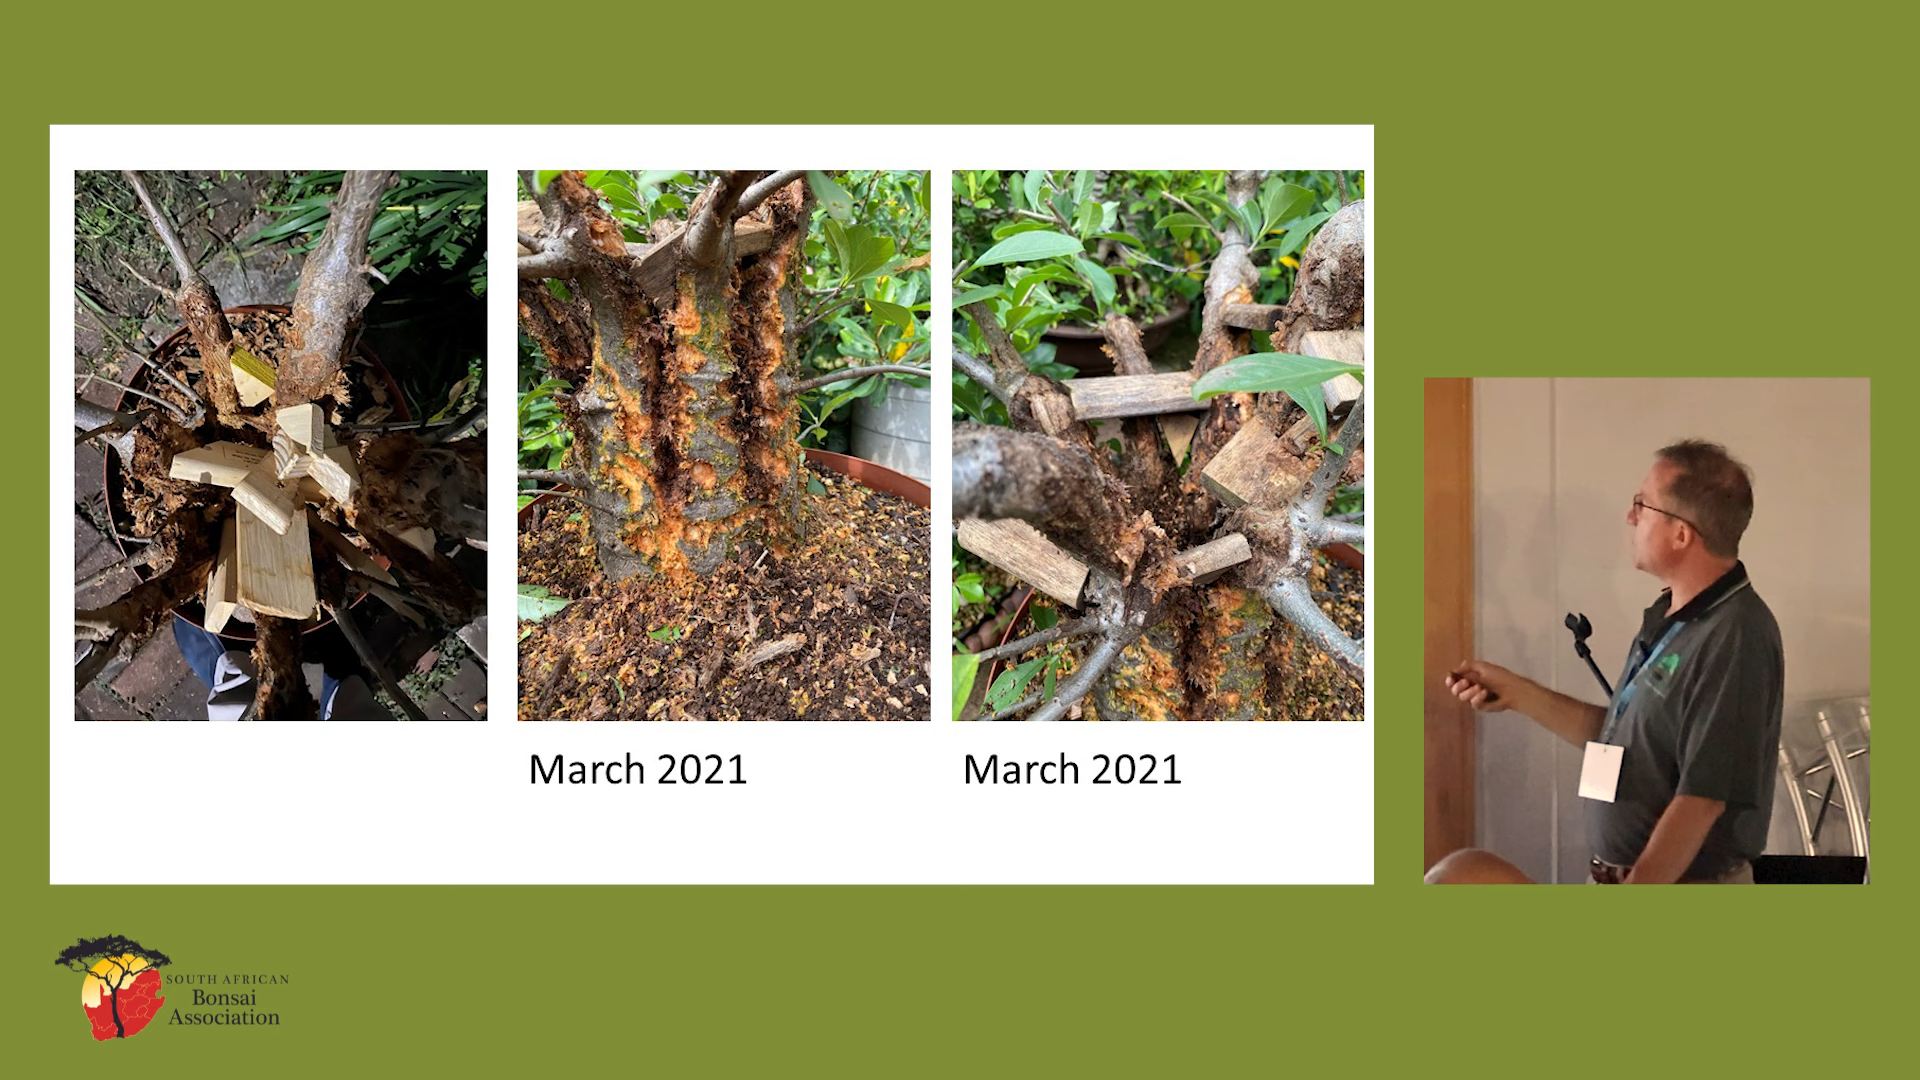 March 2021
March 2021
SOUTH AFRICAN
Bonsai
Association